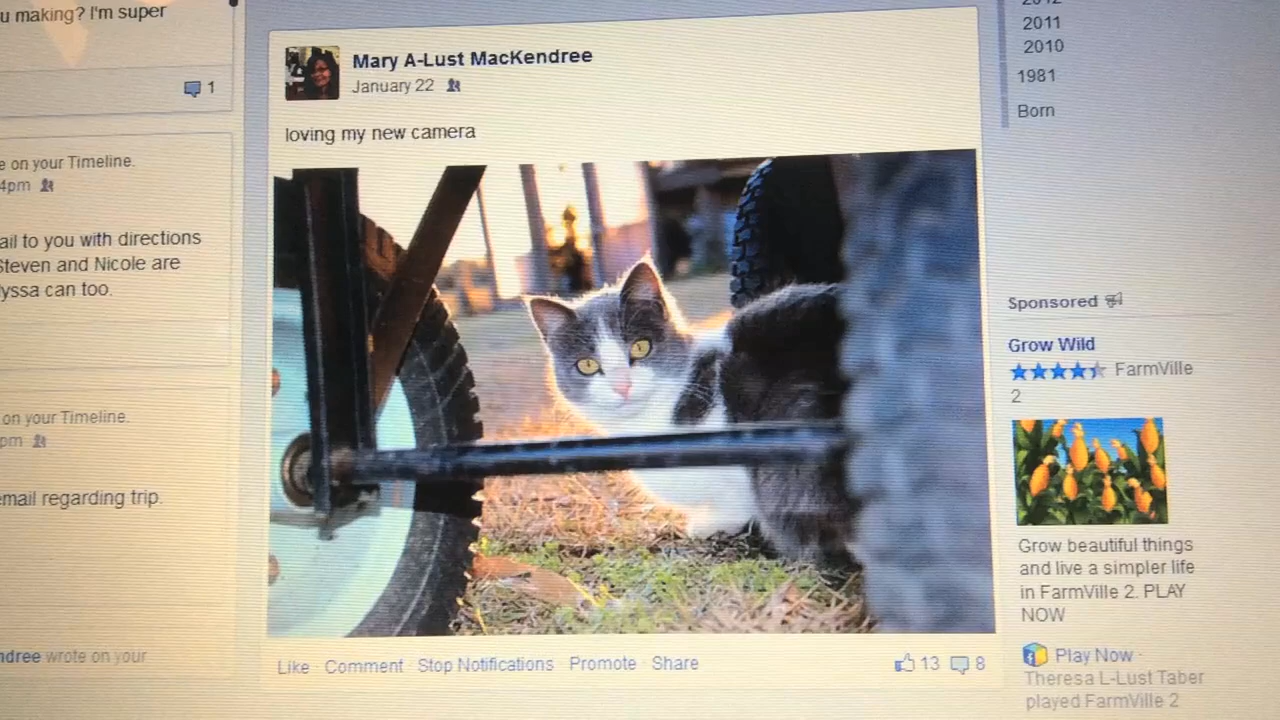 u making? I'm super
1
e on your Timeline.
4pm
ail to you with directions
Steven and Nicole are
yssa can too.
on your Timeline.
pm
email regarding trip.
ndree wrote on your
Mary A-Lust MacKendree
January 22
loving my new camera
Like · Comment · Stop Notifications · Promote · Share
13
8
2012
2011
2010
1981
Born
Sponsored
Grow Wild
FarmVille
2
Grow beautiful things
and live a simpler life
in FarmVille 2. PLAY
NOW
Play Now ·
Theresa L-Lust Taber
played FarmVille 2